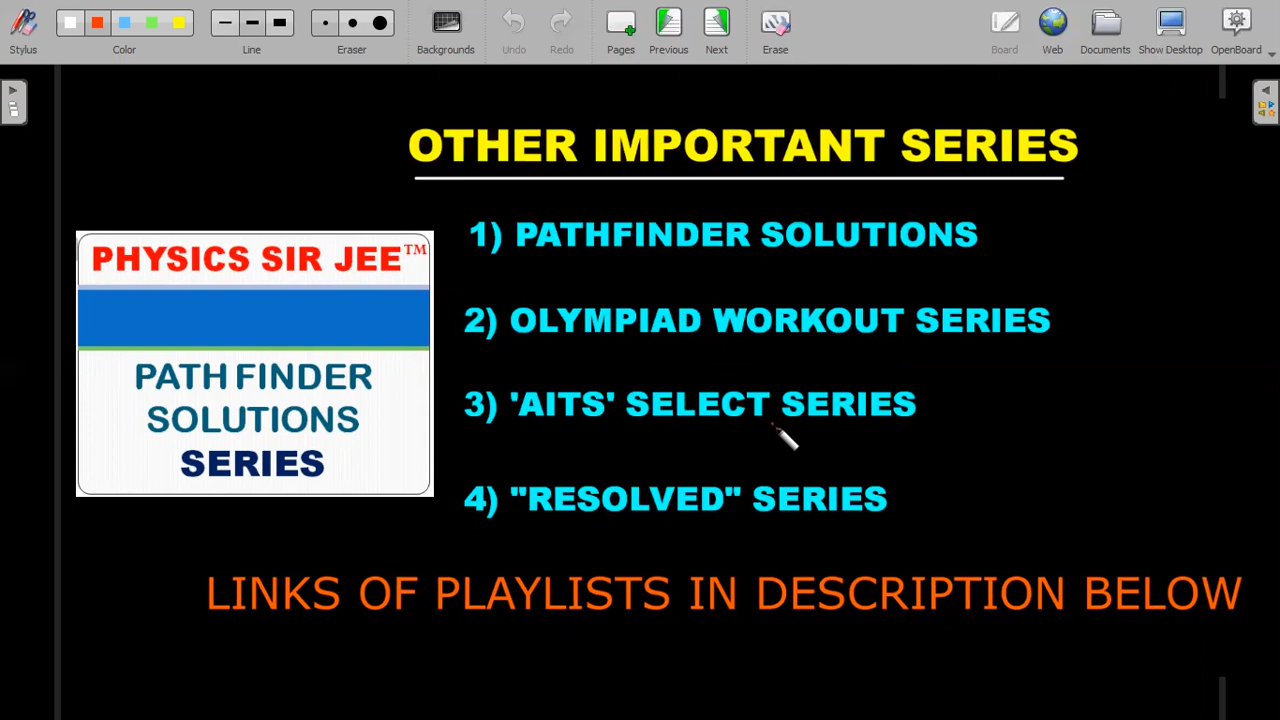 Stylus
Color
Line
Eraser
Backgrounds
Undo
Redo
Pages
Previous
Next
Erase
Board
Web
Documents
Show Desktop
OpenBoard
OTHER IMPORTANT SERIES
PHYSICS SIR JEE™
PATH FINDER
SOLUTIONS
SERIES
1) PATHFINDER SOLUTIONS
2) OLYMPIAD WORKOUT SERIES
3) 'AITS' SELECT SERIES
4) "RESOLVED" SERIES
LINKS OF PLAYLISTS IN DESCRIPTION BELOW